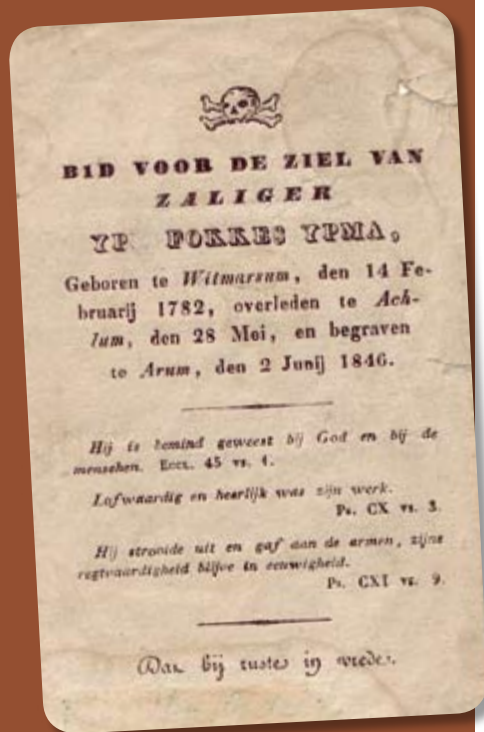 BID VOOR DE ZIEL VAN
ZALIGER
YP FOKKES YPMA,
Geboren te Witmarsum, den 14 Fe-
bruarij 1782, overleden te Ach-
lum, den 28 Mei, en begraven
te Arum, den 2 Junij 1846.
Hij is bemind geweest bij God en bij de
menschen. Eccl. 45 vs. 1.
Lofwaardig en heerlijk was zijn werk.
Ps. CX vs. 3.
Hij strooide uit en gaf aan de armen, zijne
regtvaardigheid blijve in eeuwigheid.
Ps. CXI vs. 9.
Dat hij ruste in vrede.